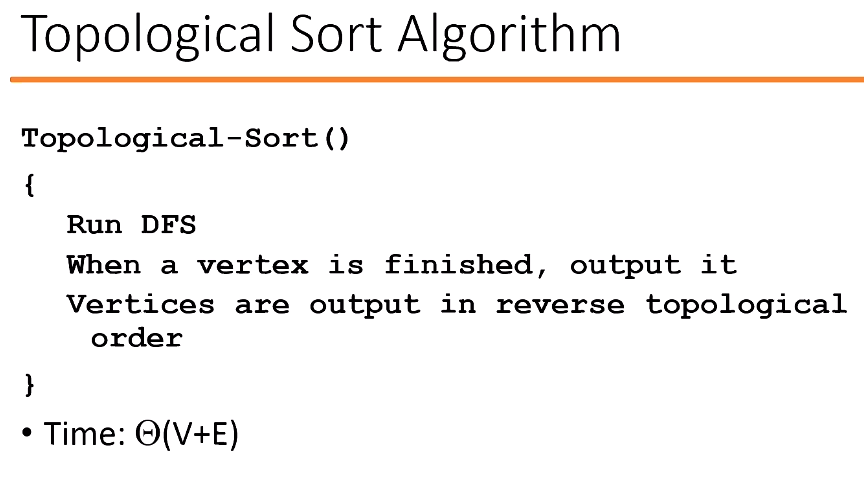 Topological Sort Algorithm
Topological-Sort()
{
Run DFS
When a vertex is finished, output it
Vertices are output in reverse topological
order
}
• Time: Θ(V+E)